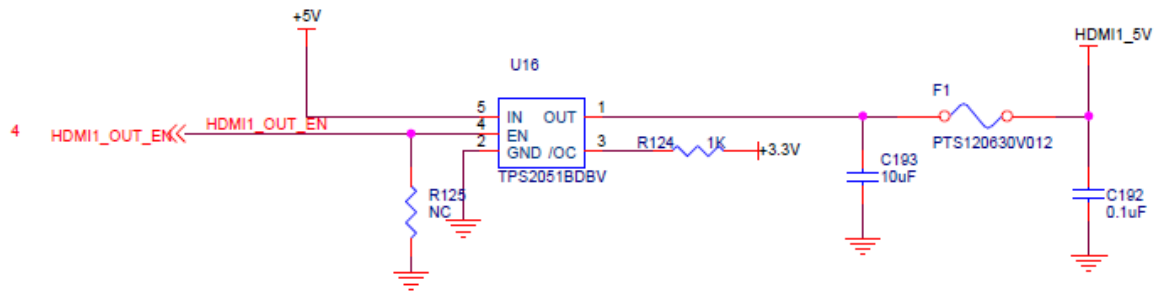 +5V
HDMI1_5V
U16
F1
5 IN OUT 1
4 HDMI1_OUT_EN HDMI1_OUT_EN 4 EN
2 GND /OC 3 R124 1K +3.3V
TPS2051BDBV
PTS120630V012
C193
10uF
R125
NC
C192
0.1uF